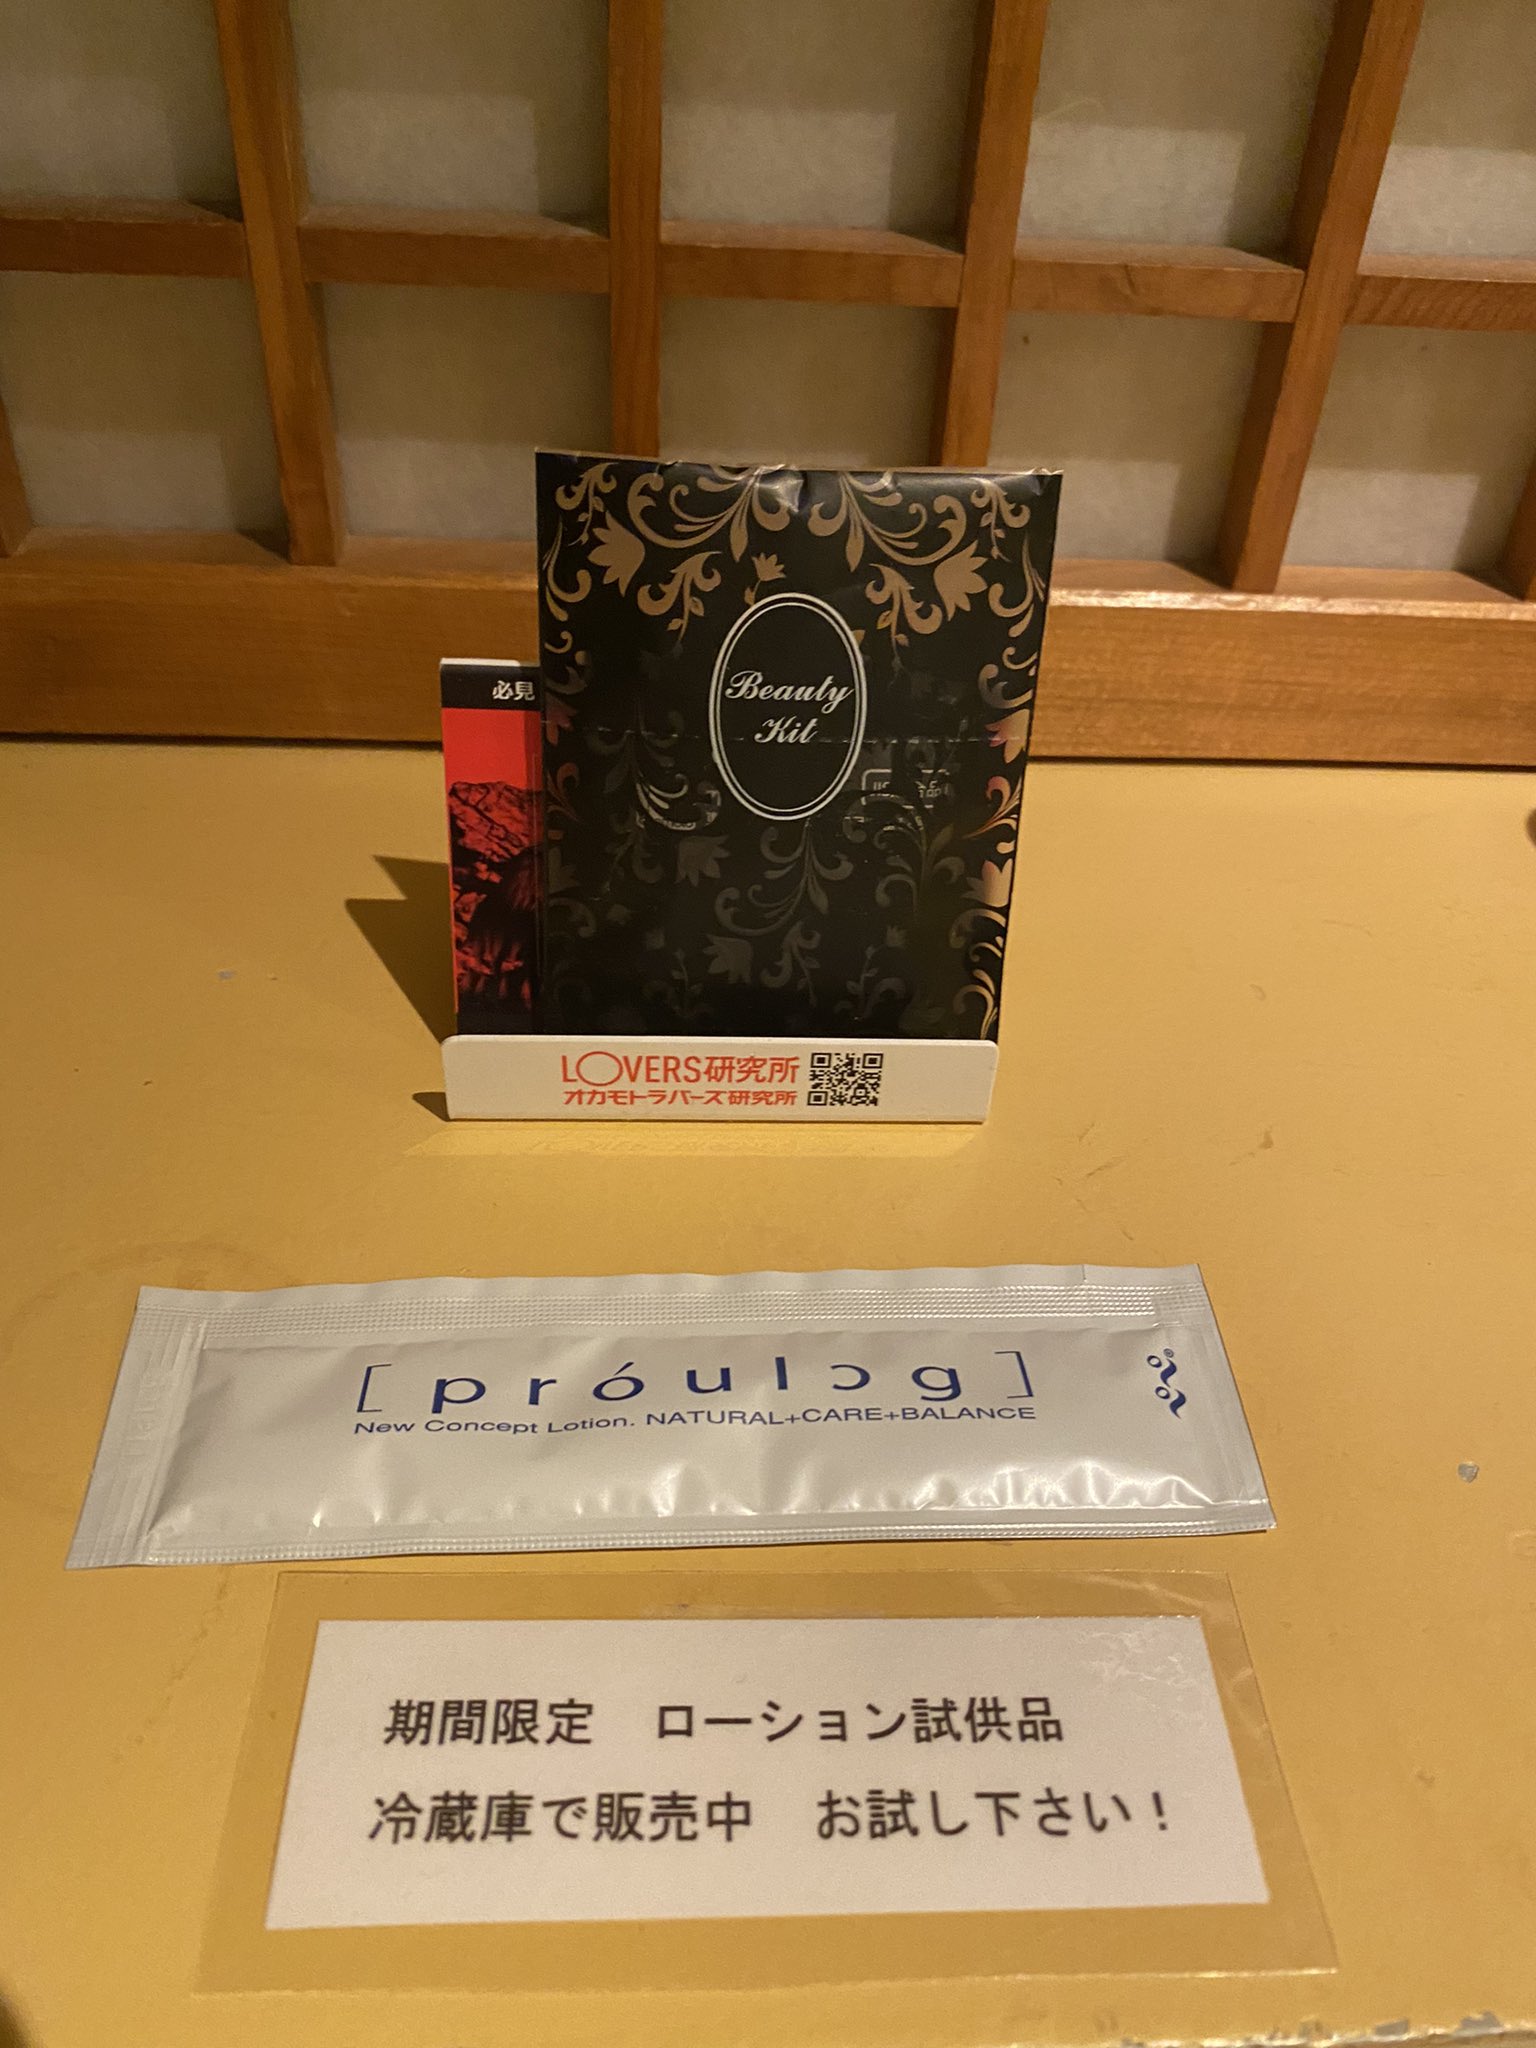 Beauty
Kit
必見
LOVERS研究所
オカモトラバーズ研究所
[próulɔg]
New Concept Lotion. NATURAL+CARE+BALANCE
期間限定　ローション試供品
冷蔵庫で販売中　お試し下さい！